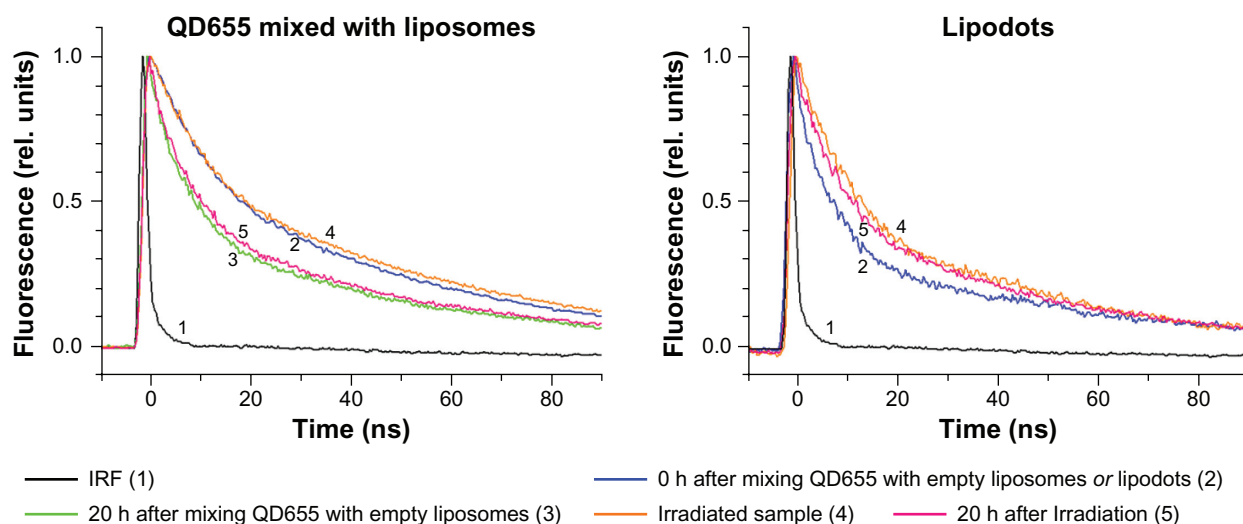 QD655 mixed with liposomes
Fluorescence (rel. units)
1.0
0.5
0.0
1
2
3
4
5
0
20
40
60
80
Time (ns)
Lipodots
Fluorescence (rel. units)
1.0
0.5
0.0
1
2
4
5
0
20
40
60
80
Time (ns)
IRF (1)
0 h after mixing QD655 with empty liposomes or lipodots (2)
20 h after mixing QD655 with empty liposomes (3)
Irradiated sample (4)
20 h after Irradiation (5)